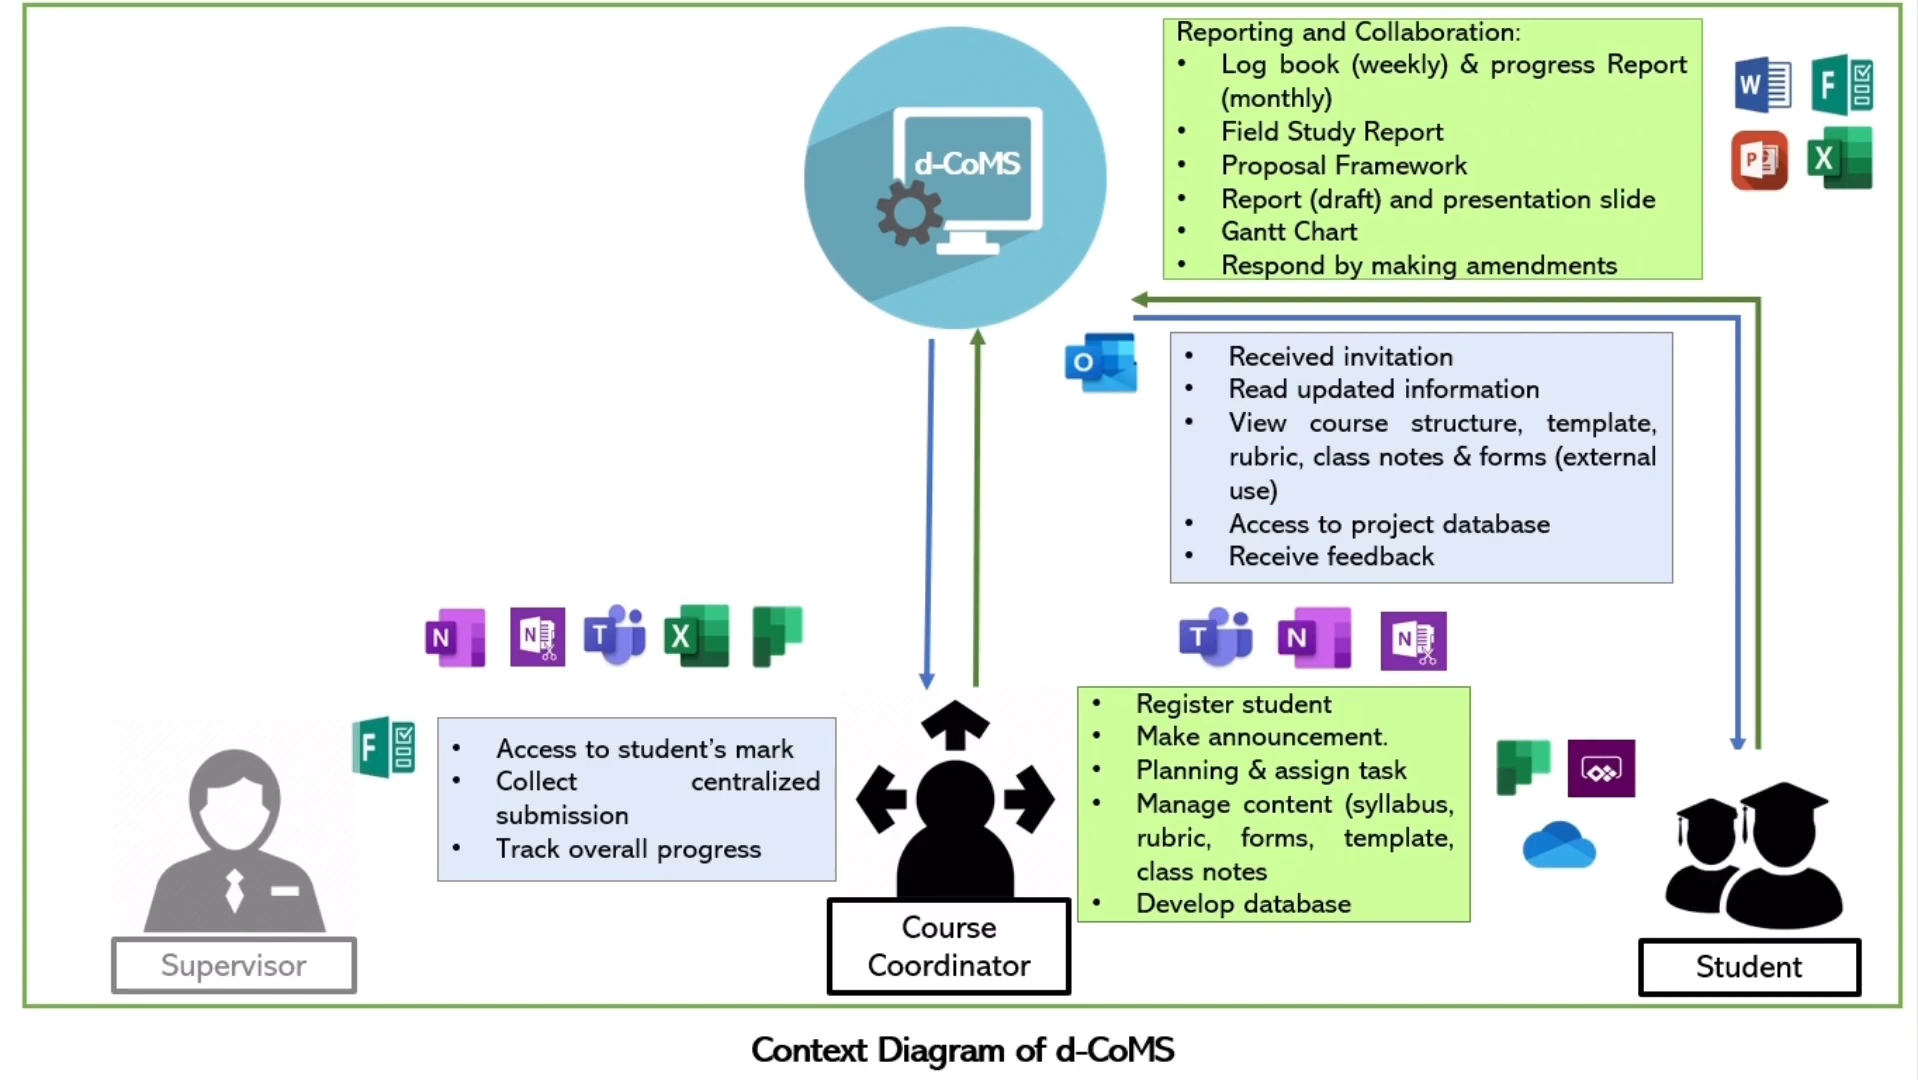 d-CoMS
Reporting and Collaboration:
• Log book (weekly) & progress Report
(monthly)
• Field Study Report
• Proposal Framework
• Report (draft) and presentation slide
• Gantt Chart
• Respond by making amendments
W
F
P
X
O
• Received invitation
• Read updated information
• View course structure, template,
rubric, class notes & forms (external
use)
• Access to project database
• Receive feedback
N
N
T
X
T
N
N
F
• Access to student's mark
• Collect centralized
submission
• Track overall progress
• Register student
• Make announcement.
• Planning & assign task
• Manage content (syllabus,
rubric, forms, template,
class notes
• Develop database
Supervisor
Course
Coordinator
Student
Context Diagram of d-CoMS